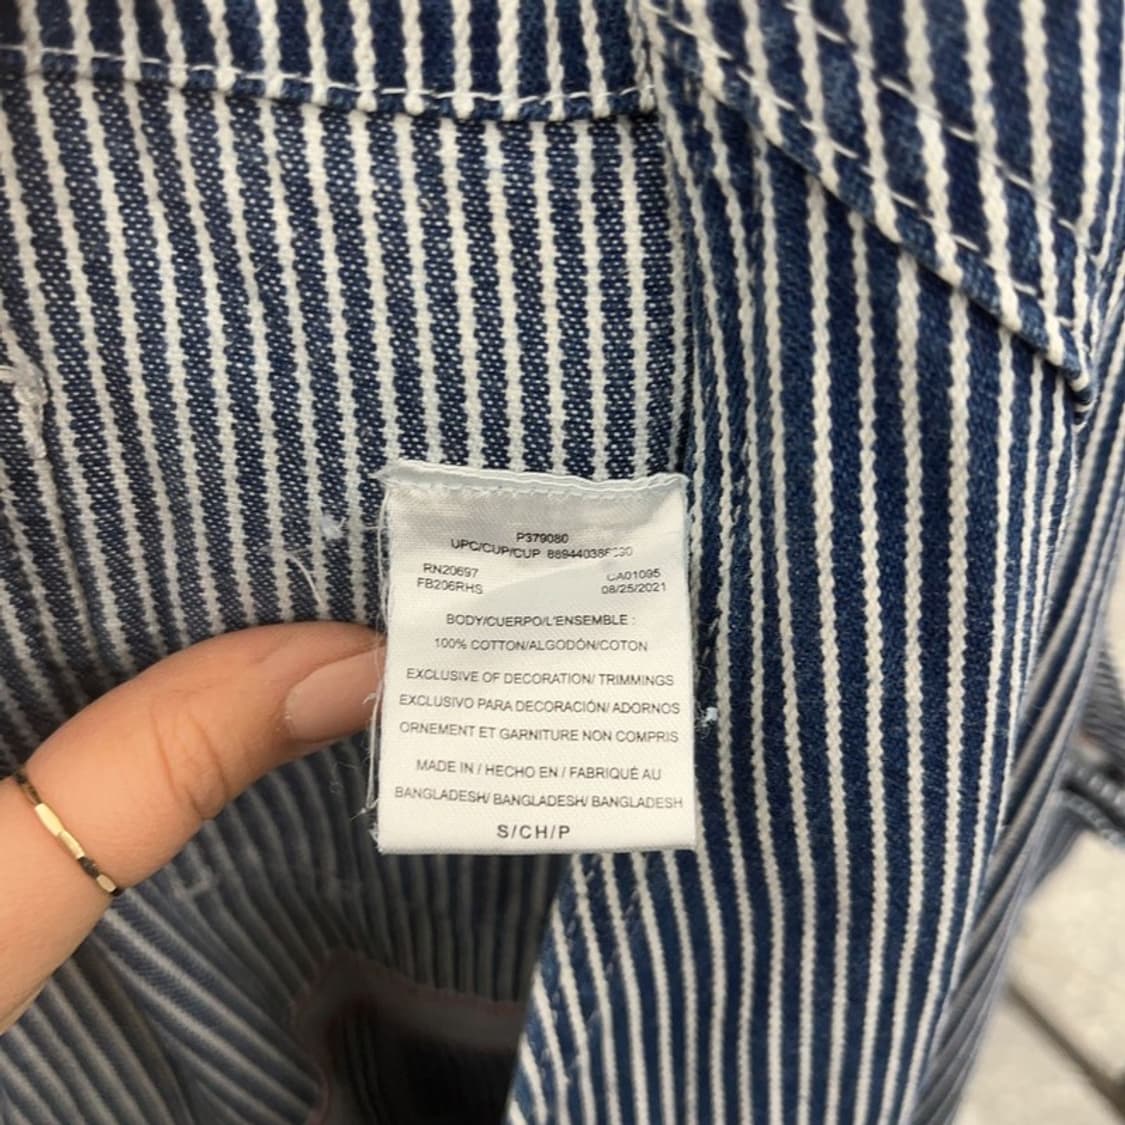 P379080
UPC/CUP/CUP
RN20697
CA01095
FB206RHS
08/25/2021
BODY/CUERPO/L'ENSEMBLE :
100% COTTON/ALGODÓN/COTON
EXCLUSIVE OF DECORATION/ TRIMMINGS
EXCLUSIVO PARA DECORACIÓN/ ADORNOS
ORNEMENT ET GARNITURE NON COMPRIS
MADE IN / HECHO EN / FABRIQUÉ AU
BANGLADESH/ BANGLADESH/ BANGLADESH
S/CH/P